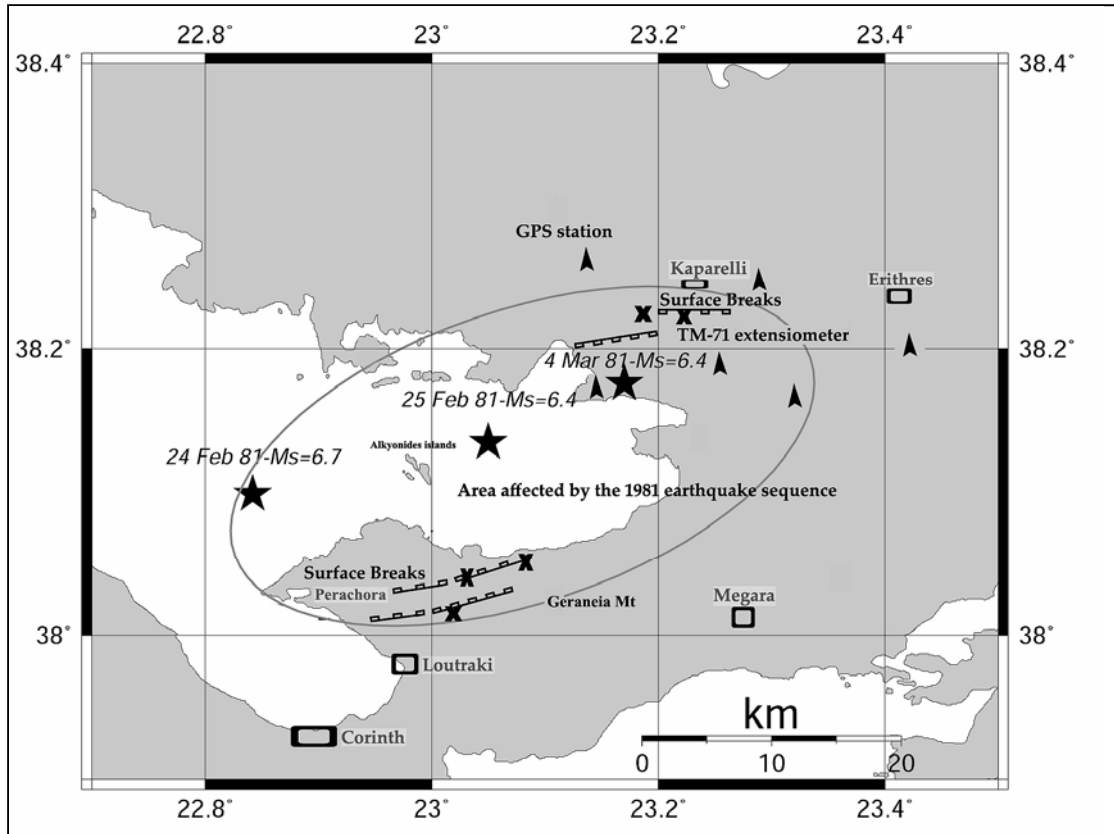 22.8° 23° 23.2° 23.4°
38.4° 38.4°
GPS station
Kaparelli
Erithres
Surface Breaks
TM-71 extensiometer
38.2° 38.2°
4 Mar 81-Ms=6.4
25 Feb 81-Ms=6.4
Alkyonides islands
24 Feb 81-Ms=6.7
Area affected by the 1981 earthquake sequence
Surface Breaks
Perachora
Geraneia Mt
Megara
38° 38°
Loutraki
km
Corinth
0 10 20
22.8° 23° 23.2° 23.4°